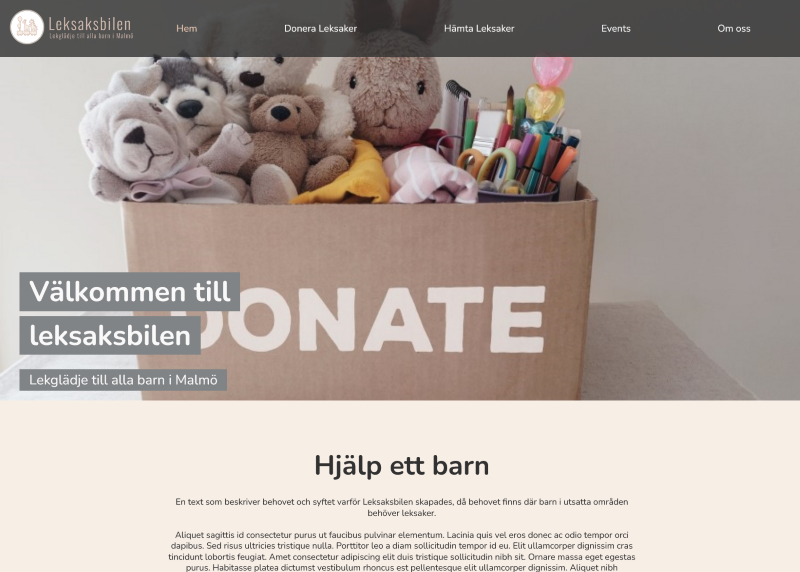 Leksaksbilen
Lekglädje till alla barn i Malmö
Hem
Donera Leksaker
Hämta Leksaker
Events
Om oss
DONATE
Välkommen till
leksaksbilen
Lekglädje till alla barn i Malmö
Hjälp ett barn
En text som beskriver behovet och syftet varför Leksaksbilen skapades, då behovet finns där barn i utsatta områden
behöver leksaker.
Aliquet sagittis id consectetur purus ut faucibus pulvinar elementum. Lacinia quis vel eros donec ac odio tempor orci
dapibus. Sed risus ultricies tristique nulla. Porttitor leo a diam sollicitudin tempor id eu. Elit ullamcorper dignissim cras
tincidunt lobortis feugiat. Amet consectetur adipiscing elit duis tristique sollicitudin nibh sit. Ornare massa eget egestas
purus. Habitasse platea dictumst vestibulum rhoncus est pellentesque elit ullamcorper dignissim. Aliquet nibh